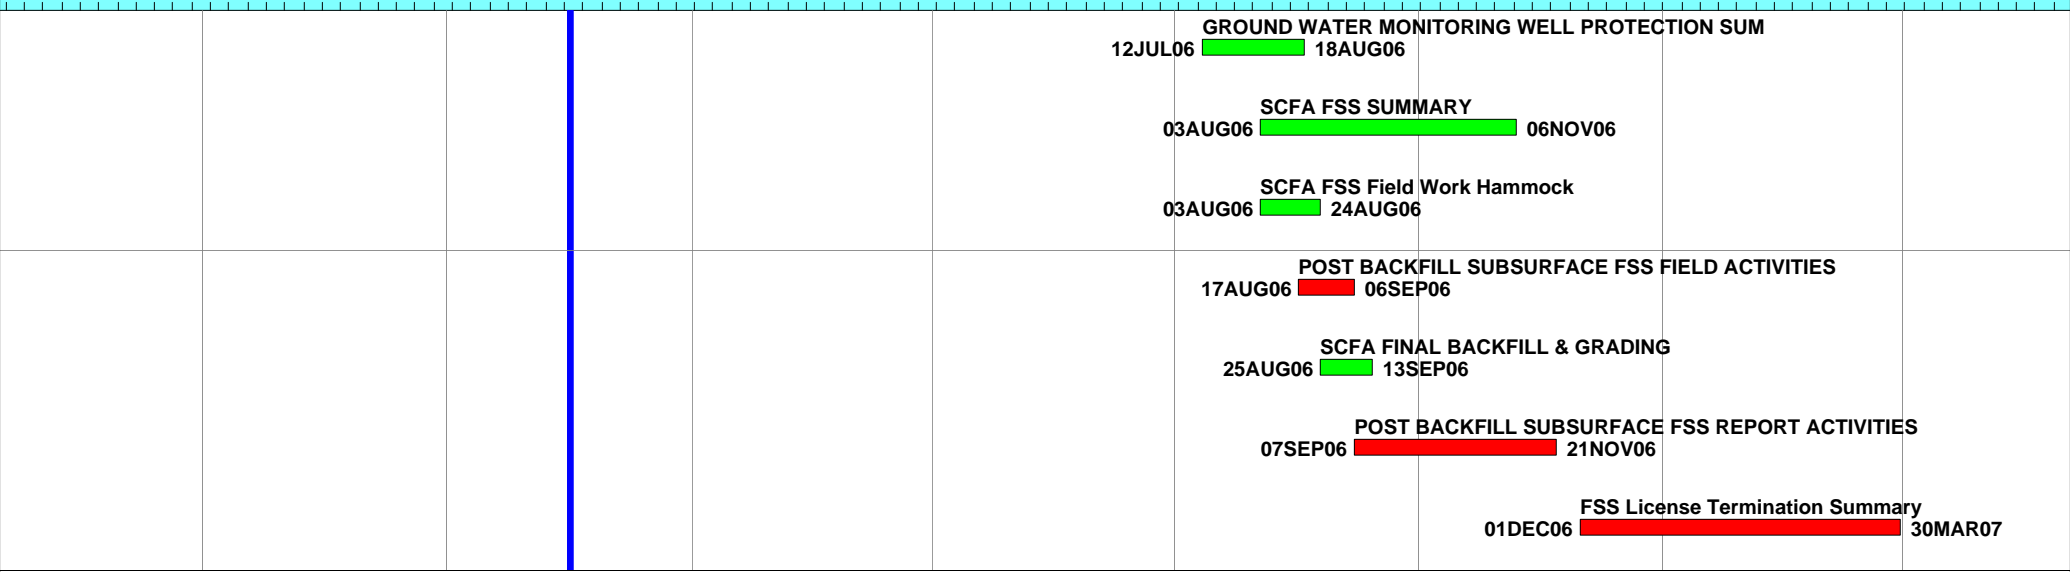 GROUND WATER MONITORING WELL PROTECTION SUM
12JUL06 18AUG06
SCFA FSS SUMMARY
03AUG06 06NOV06
SCFA FSS Field Work Hammock
03AUG06 24AUG06
POST BACKFILL SUBSURFACE FSS FIELD ACTIVITIES
17AUG06 06SEP06
SCFA FINAL BACKFILL & GRADING
25AUG06 13SEP06
POST BACKFILL SUBSURFACE FSS REPORT ACTIVITIES
07SEP06 21NOV06
FSS License Termination Summary
01DEC06 30MAR07